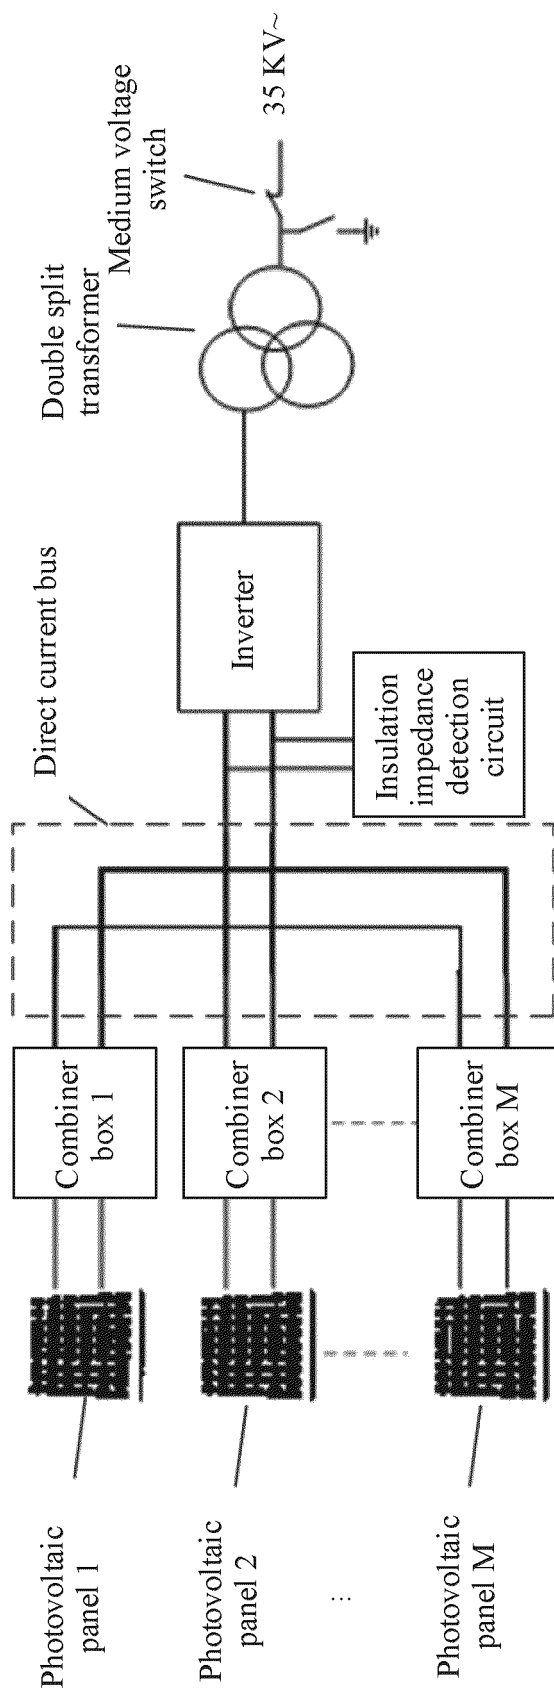 Photovoltaic
panel 1
Photovoltaic
panel 2
...
Photovoltaic
panel M
Combiner
box 1
Combiner
box 2
Combiner
box M
Direct current bus
Inverter
Insulation
impedance
detection
circuit
Double split
transformer
Medium voltage
switch
35 KV~